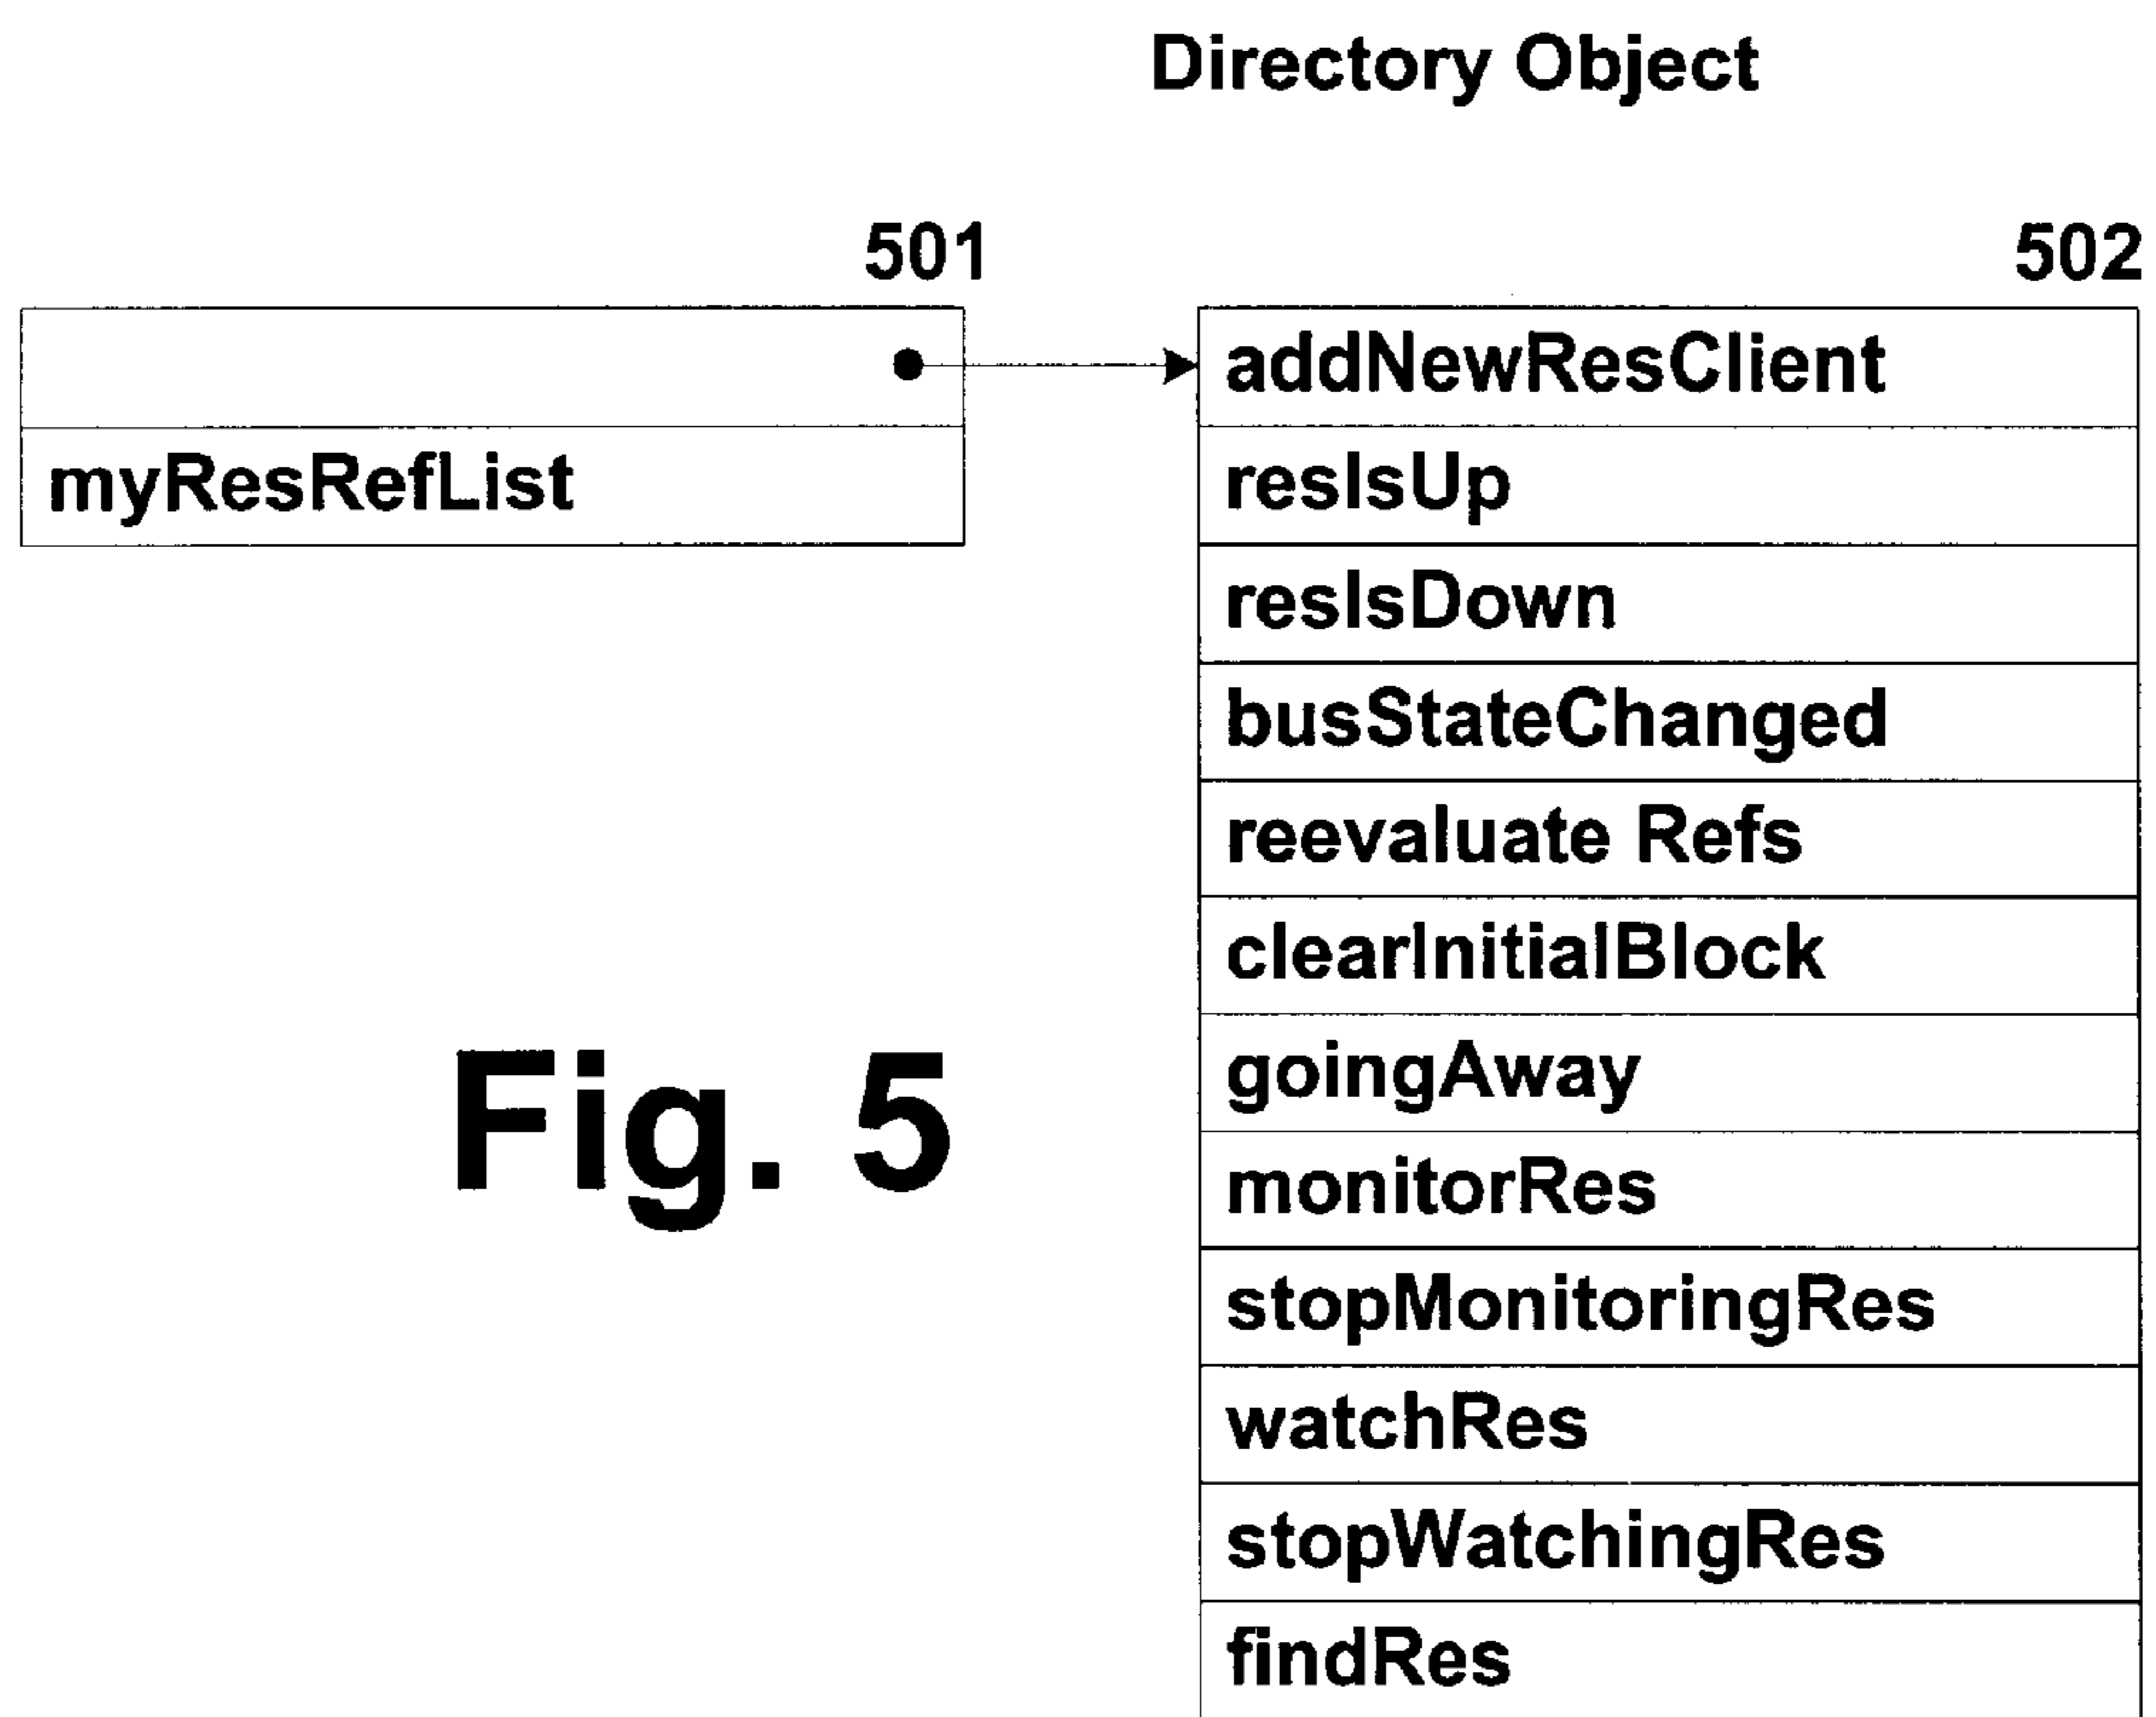 Directory Object
501
502
addNewResClient
myResRefList
resIsUp
resIsDown
busStateChanged
reevaluate Refs
clearInitialBlock
goingAway
monitorRes
stopMonitoringRes
watchRes
stopWatchingRes
findRes
Fig. 5